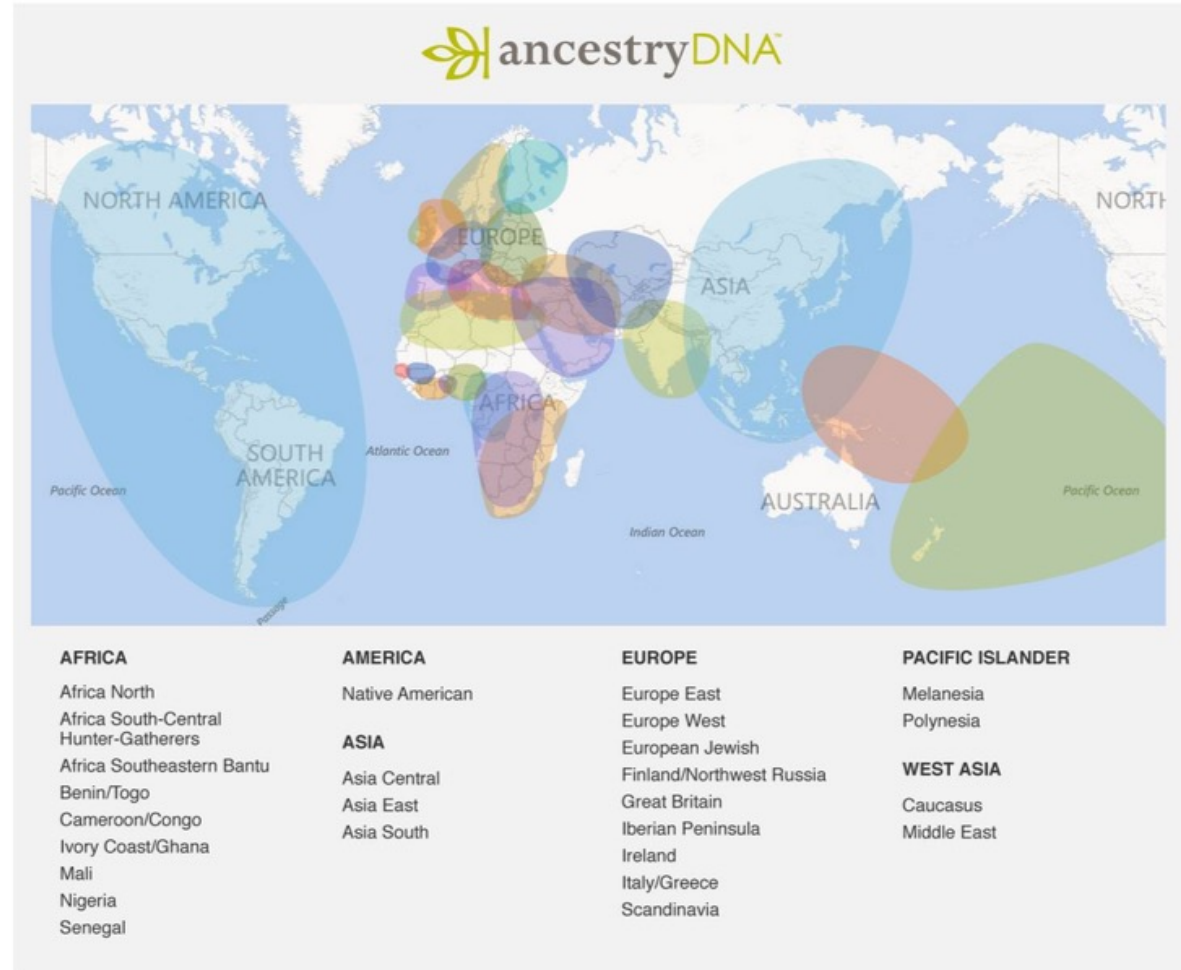 ancestryDNA™
NORTH AMERICA
EUROPE
ASIA
NORTH
AFRICA
SOUTH
AMERICA
Atlantic Ocean
Pacific Ocean
AUSTRALIA
Pacific Ocean
Indian Ocean
Passage
AFRICA
Africa North
Africa South-Central
Hunter-Gatherers
Africa Southeastern Bantu
Benin/Togo
Cameroon/Congo
Ivory Coast/Ghana
Mali
Nigeria
Senegal
AMERICA
Native American
ASIA
Asia Central
Asia East
Asia South
EUROPE
Europe East
Europe West
European Jewish
Finland/Northwest Russia
Great Britain
Iberian Peninsula
Ireland
Italy/Greece
Scandinavia
PACIFIC ISLANDER
Melanesia
Polynesia
WEST ASIA
Caucasus
Middle East